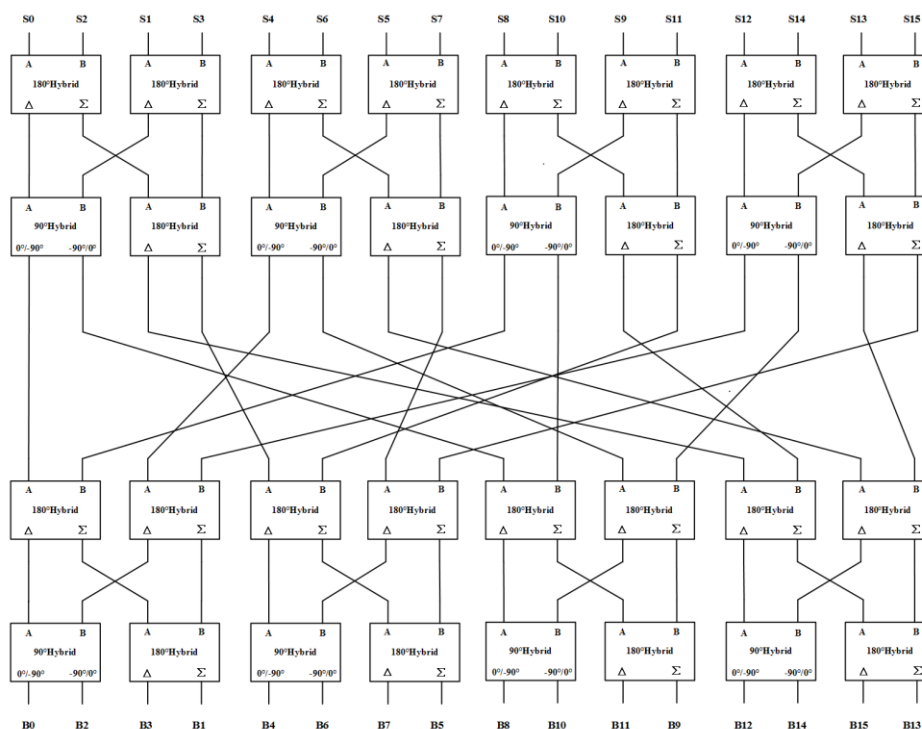 S0 S2 S1 S3 S4 S6 S5 S7 S8 S10 S9 S11 S12 S14 S13 S15
A B A B A B A B A B A B A B A B
180°Hybrid 180°Hybrid 180°Hybrid 180°Hybrid 180°Hybrid 180°Hybrid 180°Hybrid 180°Hybrid
Δ Σ Δ Σ Δ Σ Δ Σ Δ Σ Δ Σ Δ Σ Δ Σ
A B A B A B A B A B A B A B A B
90°Hybrid 180°Hybrid 90°Hybrid 180°Hybrid 90°Hybrid 180°Hybrid 90°Hybrid 180°Hybrid
0°/-90° -90°/0° Δ Σ 0°/-90° -90°/0° Δ Σ 0°/-90° -90°/0° Δ Σ 0°/-90° -90°/0° Δ Σ
A B A B A B A B A B A B A B A B
180°Hybrid 180°Hybrid 180°Hybrid 180°Hybrid 180°Hybrid 180°Hybrid 180°Hybrid 180°Hybrid
Δ Σ Δ Σ Δ Σ Δ Σ Δ Σ Δ Σ Δ Σ Δ Σ
A B A B A B A B A B A B A B A B
90°Hybrid 180°Hybrid 90°Hybrid 180°Hybrid 90°Hybrid 180°Hybrid 90°Hybrid 180°Hybrid
0°/-90° -90°/0° Δ Σ 0°/-90° -90°/0° Δ Σ 0°/-90° -90°/0° Δ Σ 0°/-90° -90°/0° Δ Σ
B0 B2 B3 B1 B4 B6 B7 B5 B8 B10 B11 B9 B12 B14 B15 B13